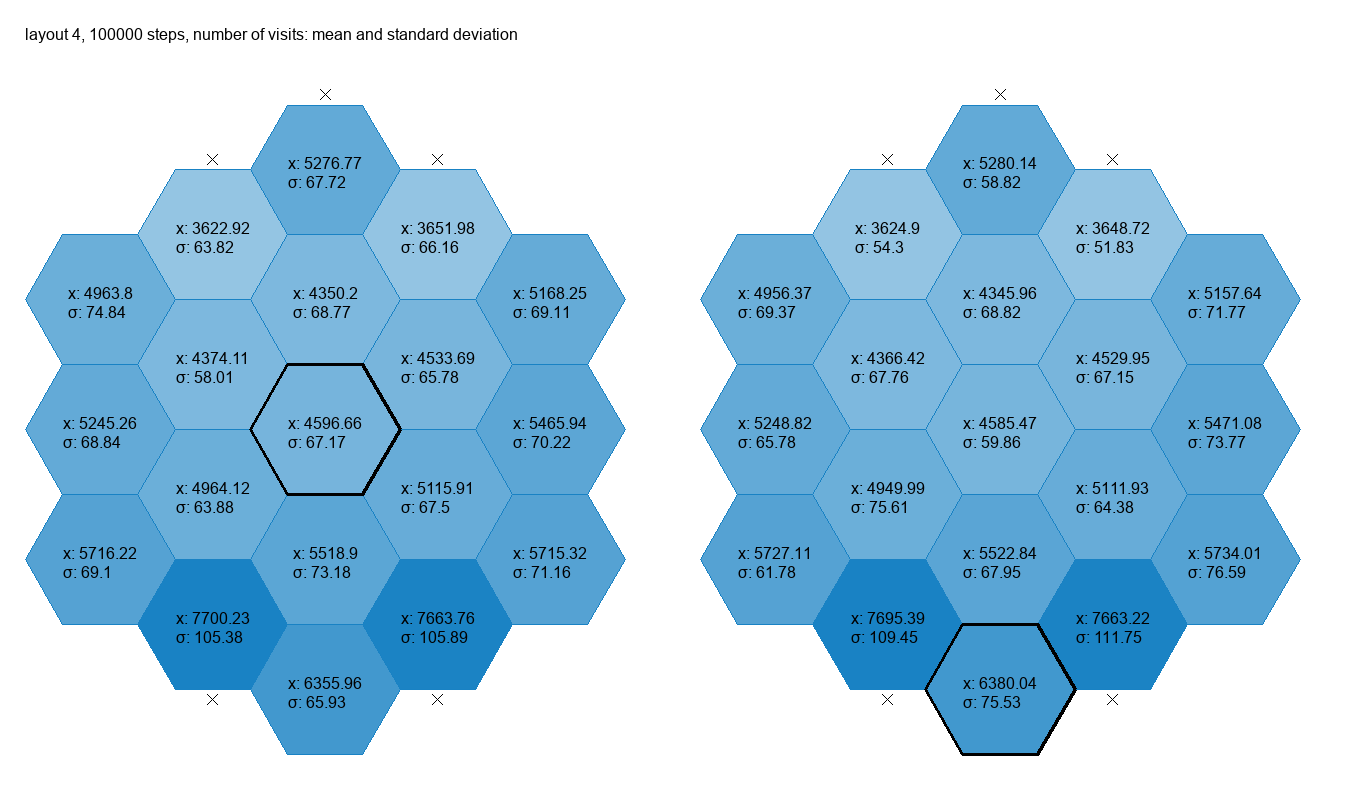 layout 4, 100000 steps, number of visits: mean and standard deviation
x: 5276.77
σ: 67.72
x: 3622.92
σ: 63.82
x: 3651.98
σ: 66.16
x: 4963.8
σ: 74.84
x: 4350.2
σ: 68.77
x: 5168.25
σ: 69.11
x: 4374.11
σ: 58.01
x: 4533.69
σ: 65.78
x: 5245.26
σ: 68.84
x: 4596.66
σ: 67.17
x: 5465.94
σ: 70.22
x: 4964.12
σ: 63.88
x: 5115.91
σ: 67.5
x: 5716.22
σ: 69.1
x: 5518.9
σ: 73.18
x: 5715.32
σ: 71.16
x: 7700.23
σ: 105.38
x: 7663.76
σ: 105.89
x: 6355.96
σ: 65.93
x: 5280.14
σ: 58.82
x: 3624.9
σ: 54.3
x: 3648.72
σ: 51.83
x: 4956.37
σ: 69.37
x: 4345.96
σ: 68.82
x: 5157.64
σ: 71.77
x: 4366.42
σ: 67.76
x: 4529.95
σ: 67.15
x: 5248.82
σ: 65.78
x: 4585.47
σ: 59.86
x: 5471.08
σ: 73.77
x: 4949.99
σ: 75.61
x: 5111.93
σ: 64.38
x: 5727.11
σ: 61.78
x: 5522.84
σ: 67.95
x: 5734.01
σ: 76.59
x: 7695.39
σ: 109.45
x: 7663.22
σ: 111.75
x: 6380.04
σ: 75.53